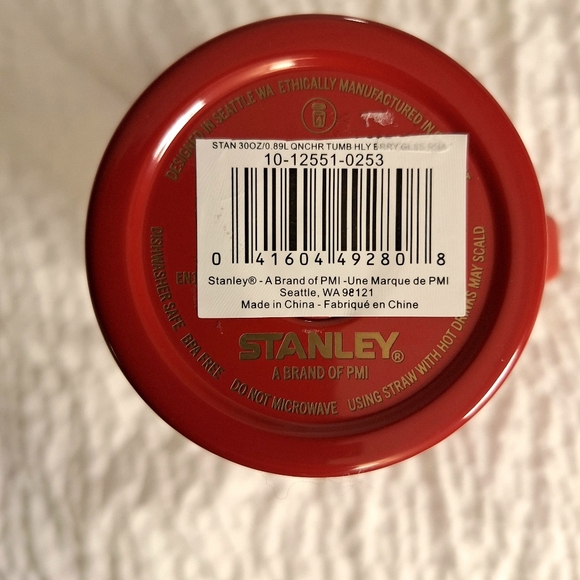 DESIGNED IN SEATTLE WA ETHICALLY MANUFACTURED IN
STAN 30OZ/0.89L QNCHR TUMB HLY BRRY
10-12551-0253
0 41604 49280 8
Stanley® - A Brand of PMI -Une Marque de PMI
Seattle, WA 98121
Made in China - Fabriqué en Chine
STANLEY®
A BRAND OF PMI
DISHWASHER SAFE BPA FREE DO NOT MICROWAVE USING STRAW WITH HOT DRINKS MAY SCALD